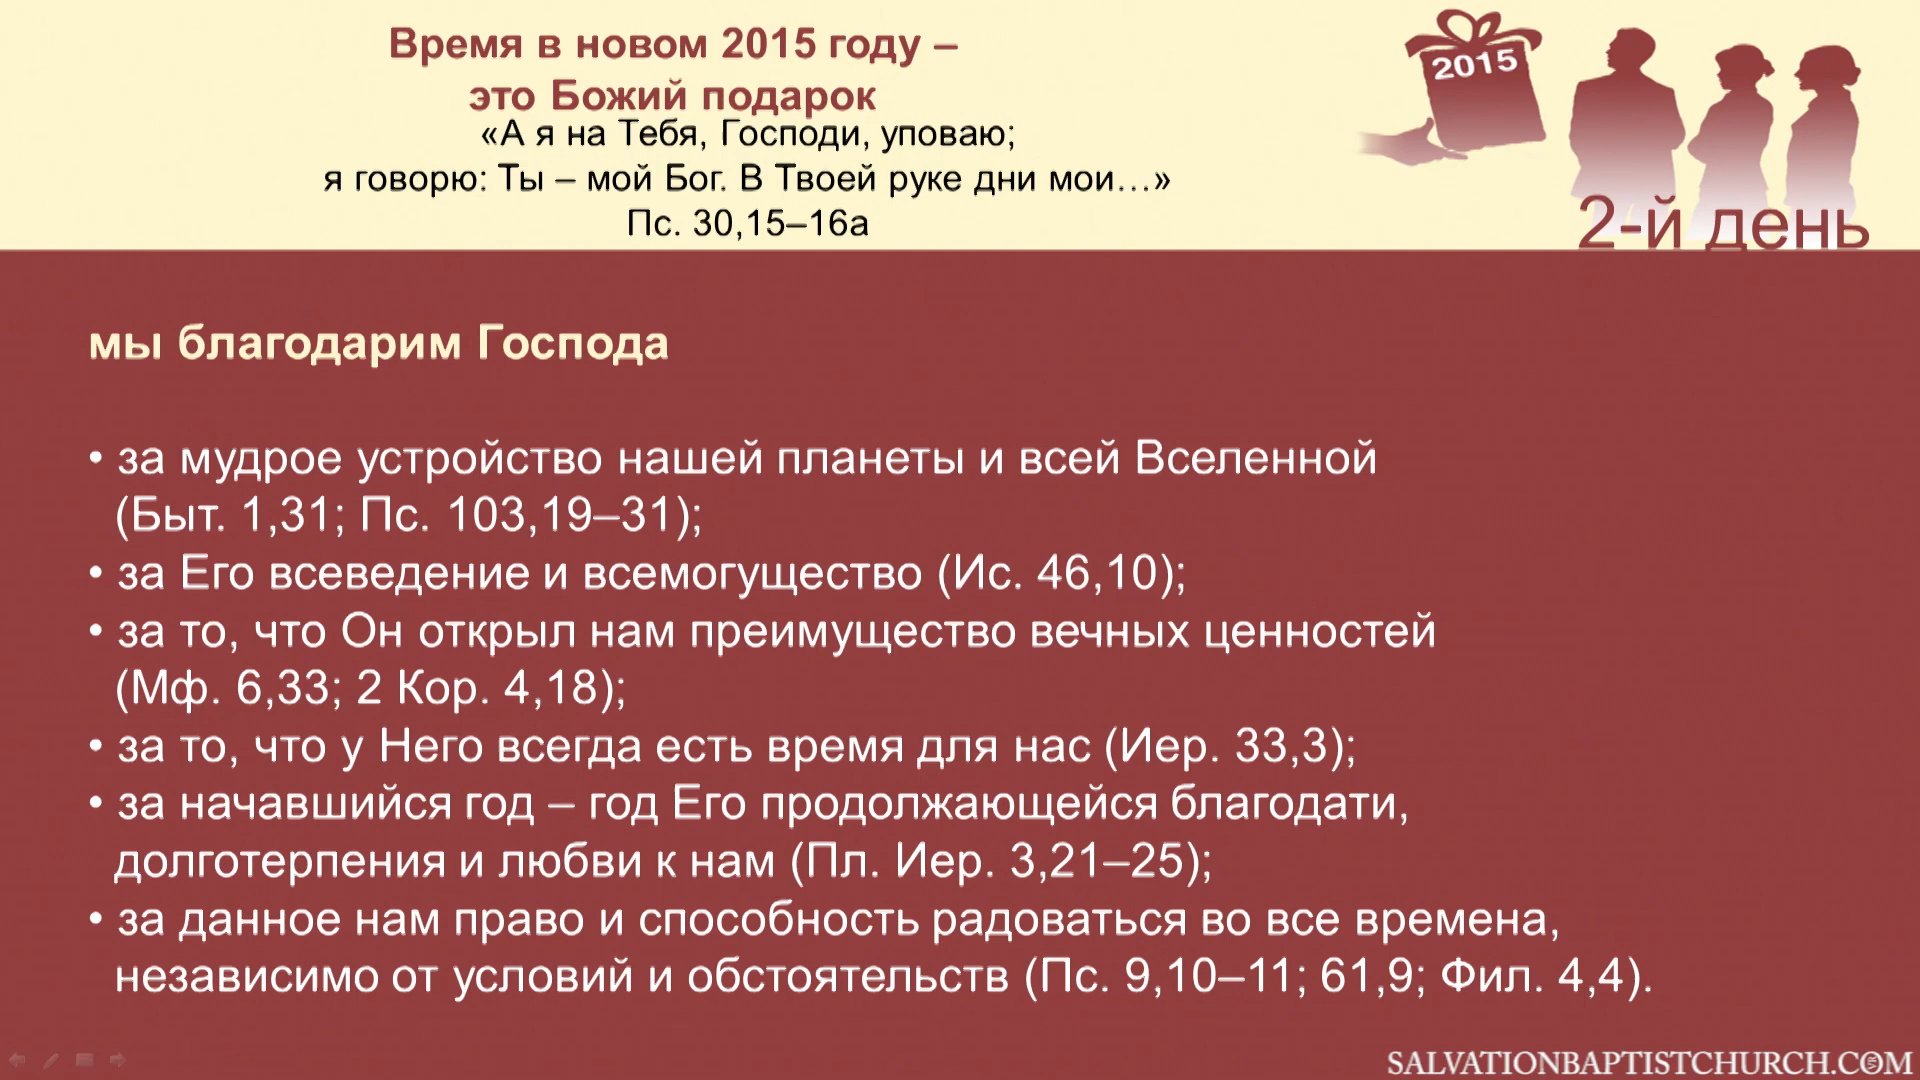 Время в новом 2015 году –
это Божий подарок
«А я на Тебя, Господи, уповаю;
я говорю: Ты – мой Бог. В Твоей руке дни мои…»
Пс. 30,15–16а
2015
2-й день
мы благодарим Господа
• за мудрое устройство нашей планеты и всей Вселенной
(Быт. 1,31; Пс. 103,19–31);
• за Его всеведение и всемогущество (Ис. 46,10);
• за то, что Он открыл нам преимущество вечных ценностей
(Мф. 6,33; 2 Кор. 4,18);
• за то, что у Него всегда есть время для нас (Иер. 33,3);
• за начавшийся год – год Его продолжающейся благодати,
долготерпения и любви к нам (Пл. Иер. 3,21–25);
• за данное нам право и способность радоваться во все времена,
независимо от условий и обстоятельств (Пс. 9,10–11; 61,9; Фил. 4,4).
SALVATIONBAPTISTCHURCH.COM